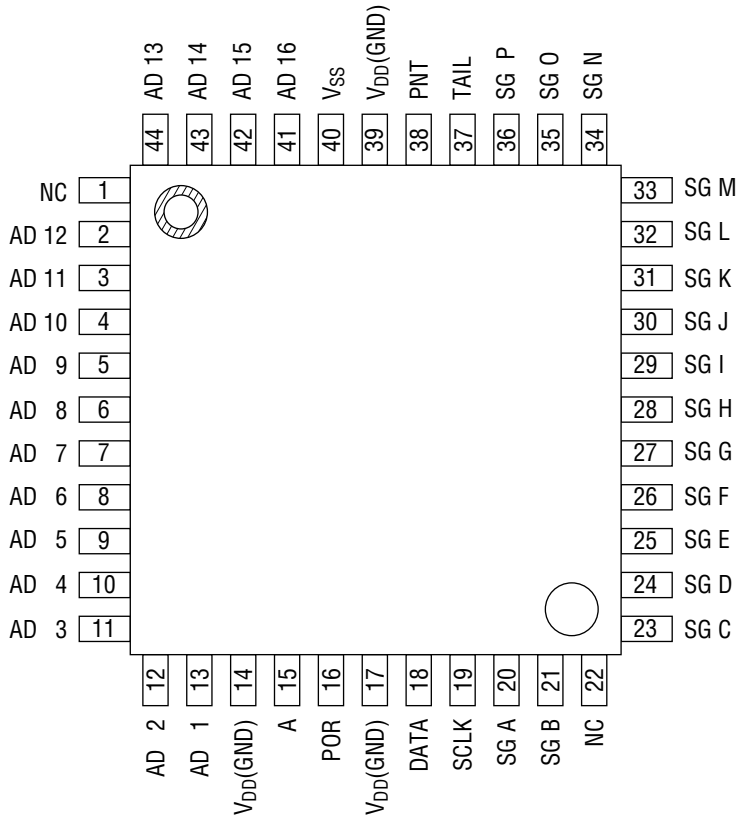 AD 13
AD 14
AD 15
AD 16
VSS
VDD(GND)
PNT
TAIL
SG P
SG O
SG N
44
43
42
41
40
39
38
37
36
35
34
NC 1
AD 12 2
AD 11 3
AD 10 4
AD 9 5
AD 8 6
AD 7 7
AD 6 8
AD 5 9
AD 4 10
AD 3 11
33 SG M
32 SG L
31 SG K
30 SG J
29 SG I
28 SG H
27 SG G
26 SG F
25 SG E
24 SG D
23 SG C
12
13
14
15
16
17
18
19
20
21
22
AD 2
AD 1
VDD(GND)
A
POR
VDD(GND)
DATA
SCLK
SG A
SG B
NC